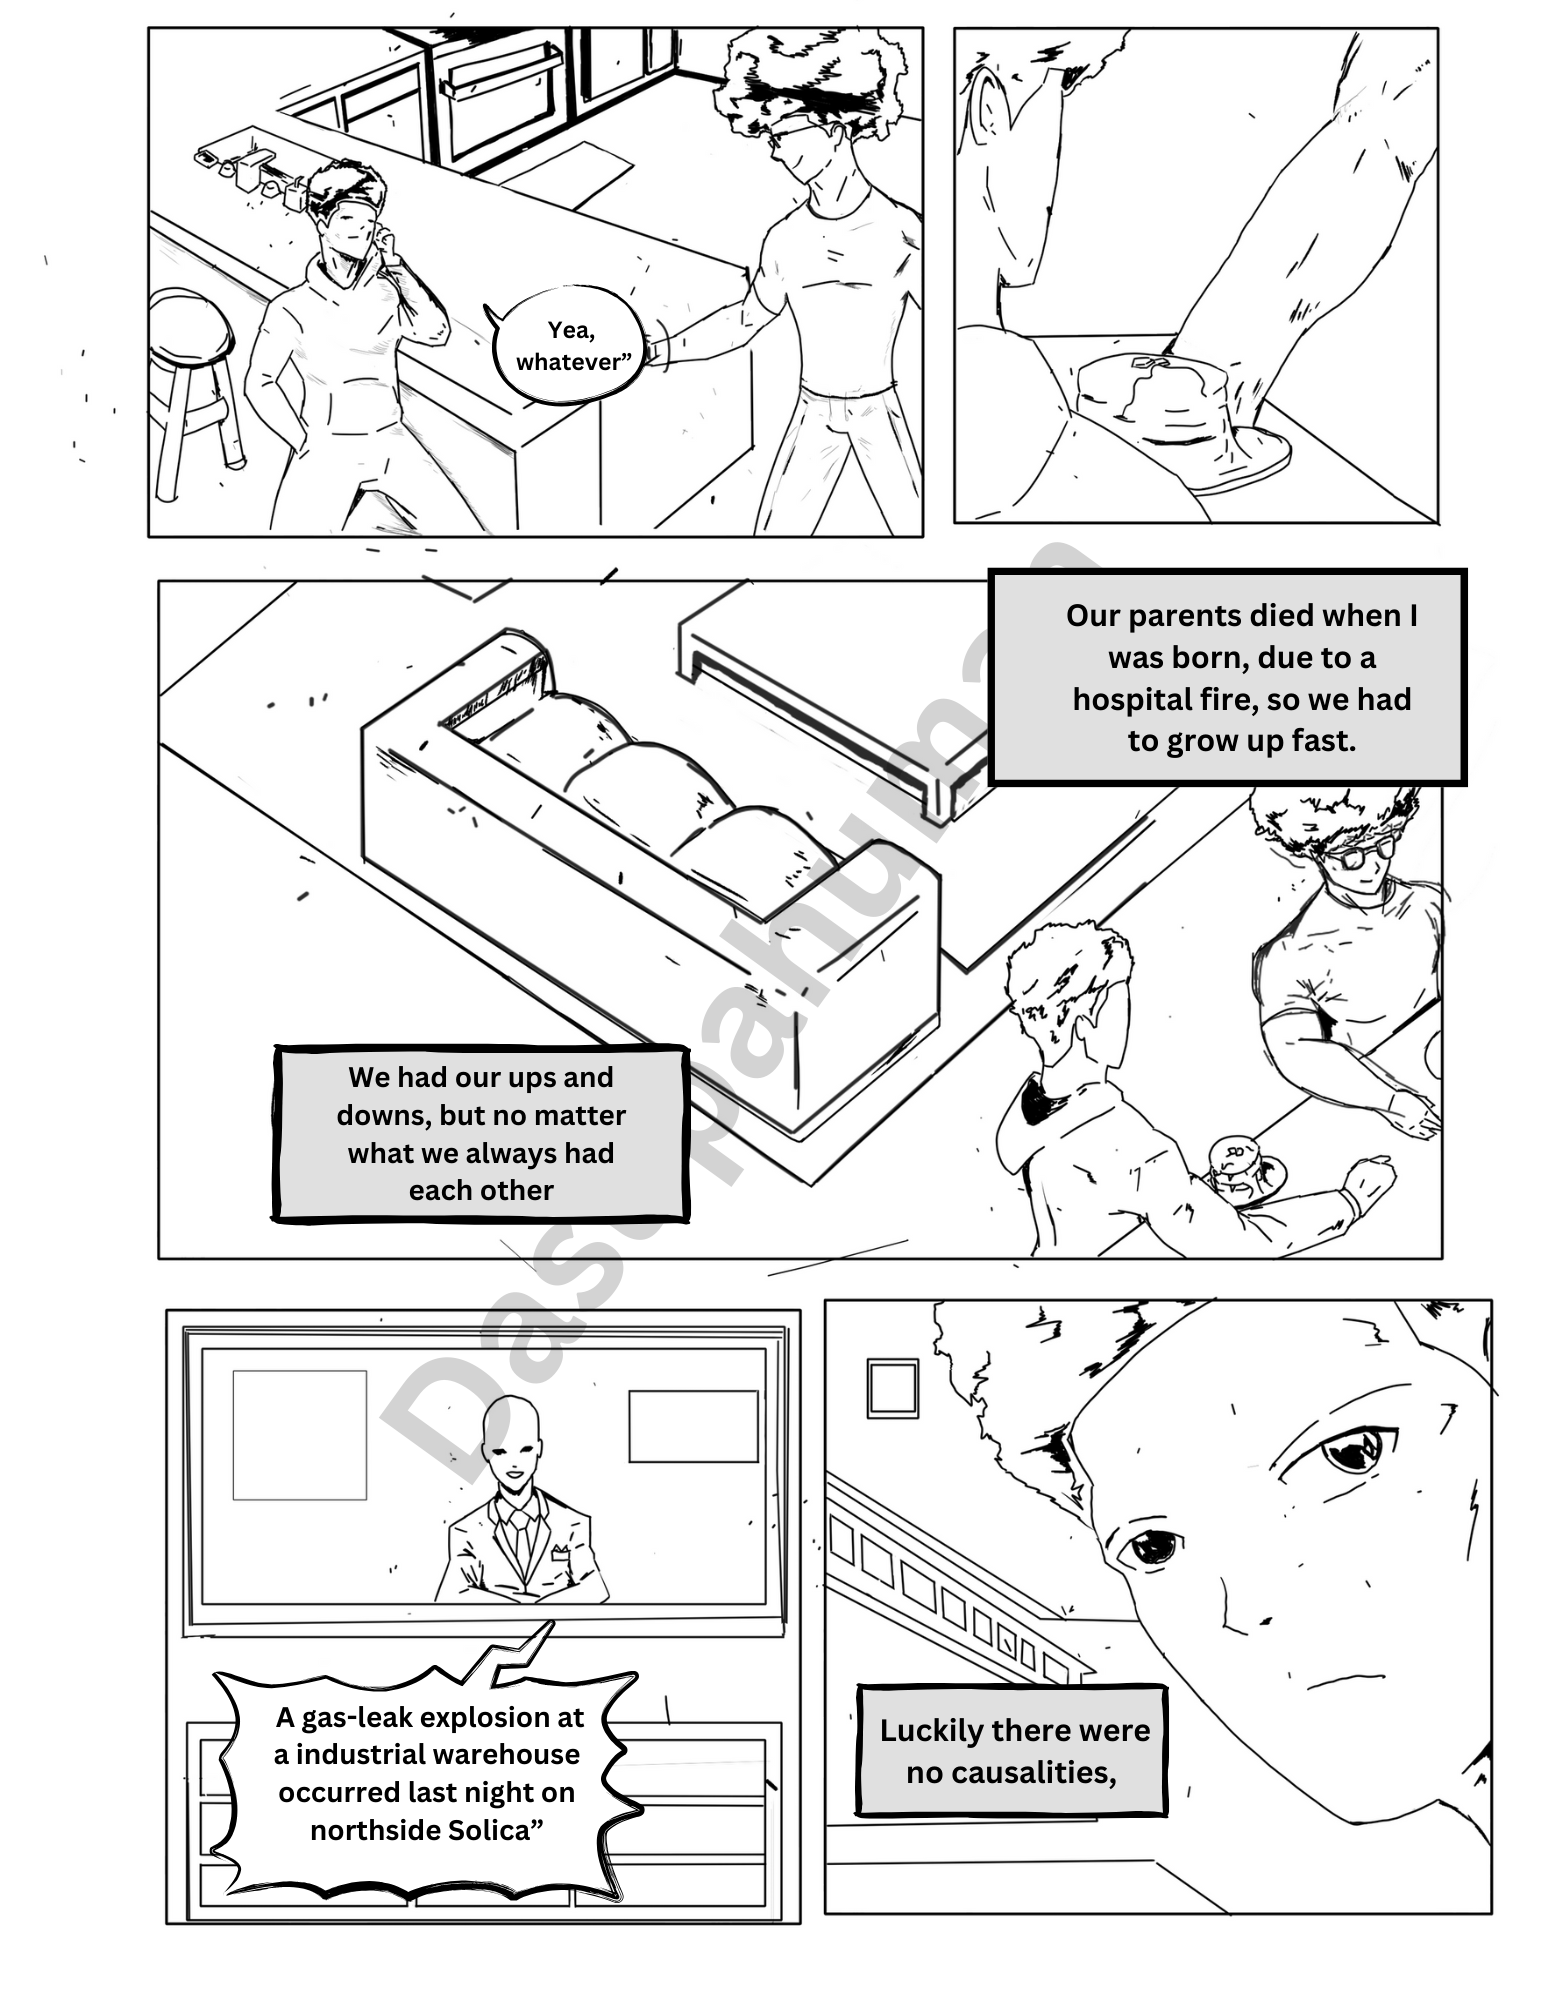 Yea,
whatever”
Our parents died when I
was born, due to a
hospital fire, so we had
to grow up fast.
We had our ups and
downs, but no matter
what we always had
each other
A gas-leak explosion at
a industrial warehouse
occurred last night on
northside Solica”
Luckily there were
no causalities,